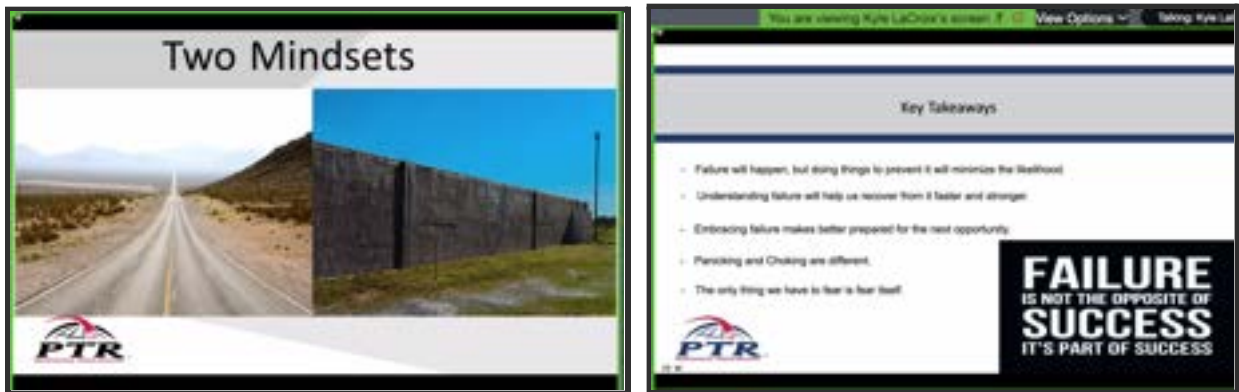 Two Mindsets
PTR
You are viewing Kyle LaCroix's screen
View Options
Talking: Kyle LaC
Key Takeaways
- Failure will happen, but doing things to prevent it will minimize the likelihood.
- Understanding failure will help us recover from it faster and stronger.
- Embracing failure makes better prepared for the next opportunity.
- Panicking and Choking are different.
- The only thing we have to fear is fear itself.
FAILURE
IS NOT THE OPPOSITE OF
SUCCESS
IT'S PART OF SUCCESS
PTR